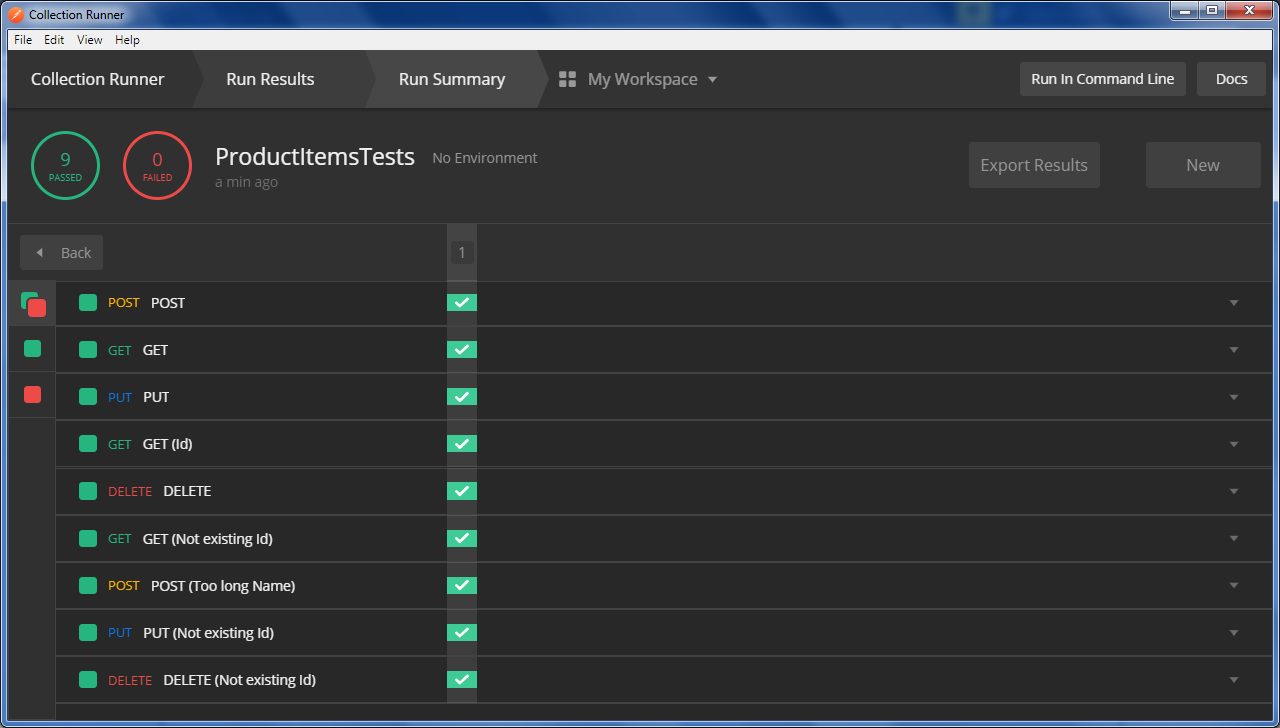 Collection Runner
File Edit View Help
Collection Runner Run Results Run Summary My Workspace Run In Command Line Docs
9 PASSED
0 FAILED
ProductItemsTests No Environment
a min ago
Export Results New
Back 1
POST POST
GET GET
PUT PUT
GET GET (Id)
DELETE DELETE
GET GET (Not existing Id)
POST POST (Too long Name)
PUT PUT (Not existing Id)
DELETE DELETE (Not existing Id)